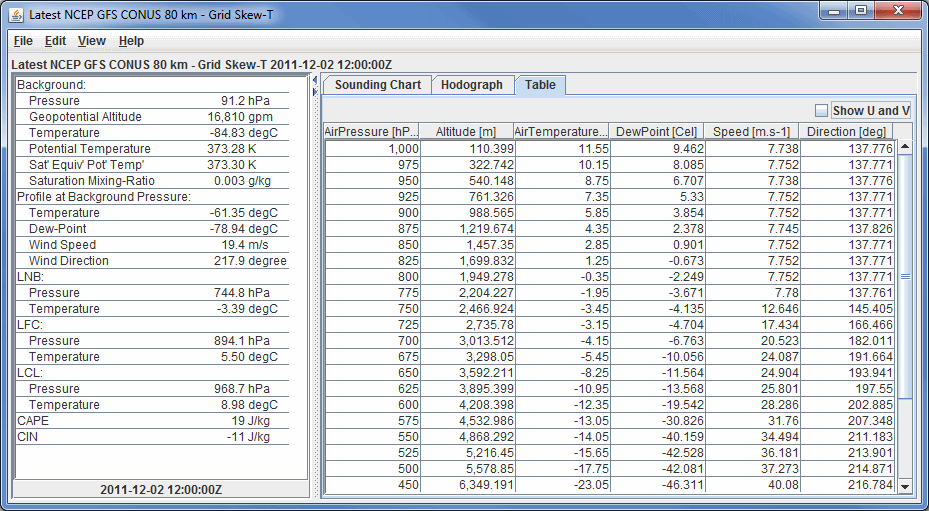 Latest NCEP GFS CONUS 80 km - Grid Skew-T
File Edit View Help
Latest NCEP GFS CONUS 80 km - Grid Skew-T 2011-12-02 12:00:00Z
Background:
Pressure 91.2 hPa
Geopotential Altitude 16,810 gpm
Temperature -84.83 degC
Potential Temperature 373.28 K
Sat' Equiv' Pot' Temp' 373.30 K
Saturation Mixing-Ratio 0.003 g/kg
Profile at Background Pressure:
Temperature -61.35 degC
Dew-Point -78.94 degC
Wind Speed 19.4 m/s
Wind Direction 217.9 degree
LNB:
Pressure 744.8 hPa
Temperature -3.39 degC
LFC:
Pressure 894.1 hPa
Temperature 5.50 degC
LCL:
Pressure 968.7 hPa
Temperature 8.98 degC
CAPE 19 J/kg
CIN -11 J/kg
2011-12-02 12:00:00Z
Sounding Chart Hodograph Table
Show U and V
AirPressure [hP... Altitude [m] AirTemperature... DewPoint [Cel] Speed [m.s-1] Direction [deg]
1,000 110.399 11.55 9.462 7.738 137.776
975 322.742 10.15 8.085 7.752 137.771
950 540.148 8.75 6.707 7.738 137.776
925 761.326 7.35 5.33 7.752 137.771
900 988.565 5.85 3.854 7.752 137.771
875 1,219.674 4.35 2.378 7.745 137.826
850 1,457.35 2.85 0.901 7.752 137.771
825 1,699.832 1.25 -0.673 7.752 137.771
800 1,949.278 -0.35 -2.249 7.752 137.771
775 2,204.227 -1.95 -3.671 7.78 137.761
750 2,466.924 -3.45 -4.135 12.646 145.405
725 2,735.78 -3.15 -4.704 17.434 166.466
700 3,013.512 -4.15 -6.763 20.523 182.011
675 3,298.05 -5.45 -10.056 24.087 191.664
650 3,592.211 -8.25 -11.564 24.904 193.941
625 3,895.399 -10.95 -13.568 25.801 197.55
600 4,208.398 -12.35 -19.542 28.286 202.885
575 4,532.986 -13.05 -30.826 31.76 207.348
550 4,868.292 -14.05 -40.159 34.494 211.183
525 5,216.45 -15.65 -42.528 36.181 213.901
500 5,578.85 -17.75 -42.081 37.273 214.871
450 6,349.191 -23.05 -46.311 40.08 216.784